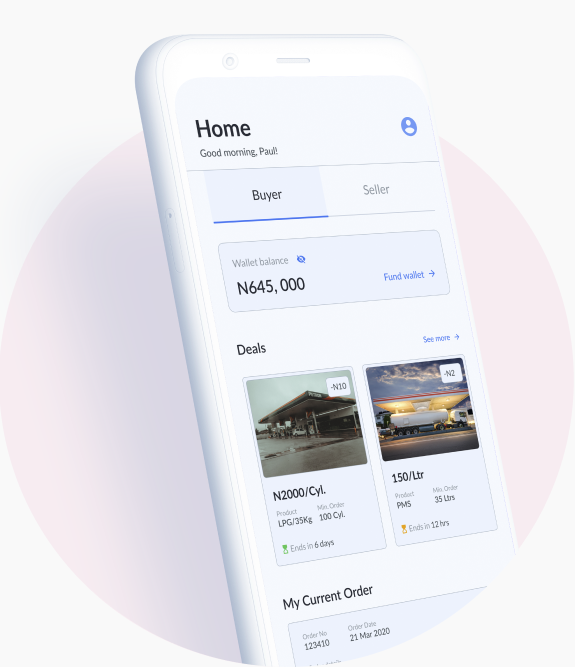 Home
Good morning, Paul!
Buyer
Seller
Wallet balance
N645, 000
Fund wallet →
Deals
See more →
-N10
-N2
N2000/Cyl.
Product
Min. Order
LPG/35Kg
100 Cyl.
Ends in 6 days
150/Ltr
Product
Min. Order
PMS
35 Ltrs
Ends in 12 hrs
My Current Order
Order No
Order Date
123410
21 Mar 2020